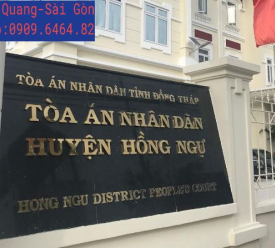 Quang-Sài Gòn
:0909.6464.82
TÒA ÁN NHÂN DÂN TỈNH ĐỒNG THÁP
TÒA ÁN NHÂN DÂN
HUYỆN HỒNG NGỰ
HONG NGU DISTRICT PEOPLE'S COURT